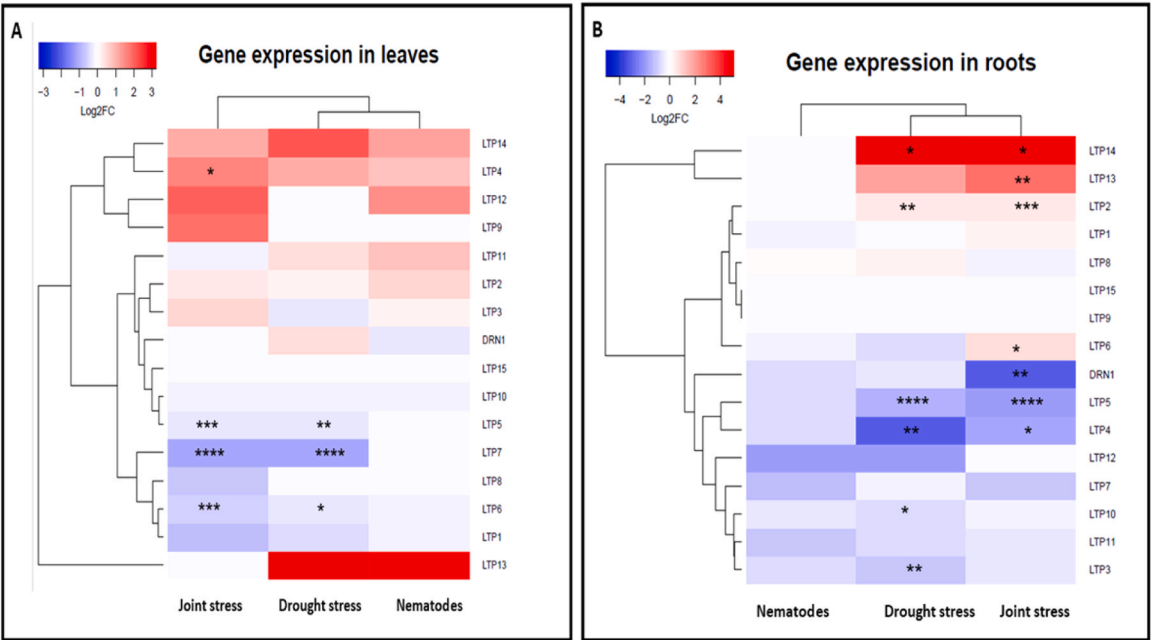 A
Gene expression in leaves
−3 −1 0 1 2 3
Log2FC
LTP14
LTP4
*
LTP12
LTP9
LTP11
LTP2
LTP3
DRN1
LTP15
LTP10
*** ** LTP5
**** **** LTP7
LTP8
*** * LTP6
LTP1
LTP13
Joint stress Drought stress Nematodes
B
Gene expression in roots
−4 −2 0 2 4
Log2FC
* * LTP14
** LTP13
** *** LTP2
LTP1
LTP8
LTP15
LTP9
* LTP6
** DRN1
**** **** LTP5
** * LTP4
LTP12
LTP7
* LTP10
LTP11
** LTP3
Nematodes Drought stress Joint stress